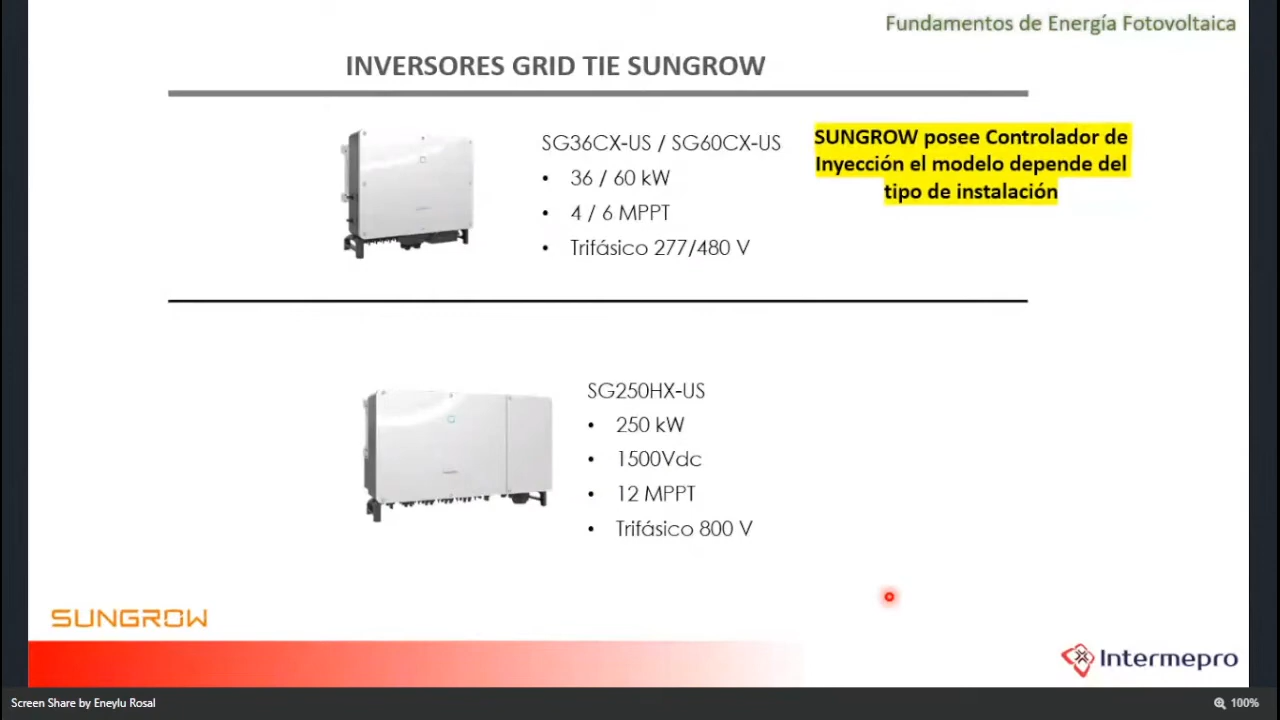 Fundamentos de Energía Fotovoltaica
INVERSORES GRID TIE SUNGROW
SG36CX-US / SG60CX-US
• 36 / 60 kW
• 4 / 6 MPPT
• Trifásico 277/480 V
SUNGROW posee Controlador de
Inyección el modelo depende del
tipo de instalación
SG250HX-US
• 250 kW
• 1500Vdc
• 12 MPPT
• Trifásico 800 V
SUNGROW
Intermepro
Screen Share by Eneylu Rosal
100%